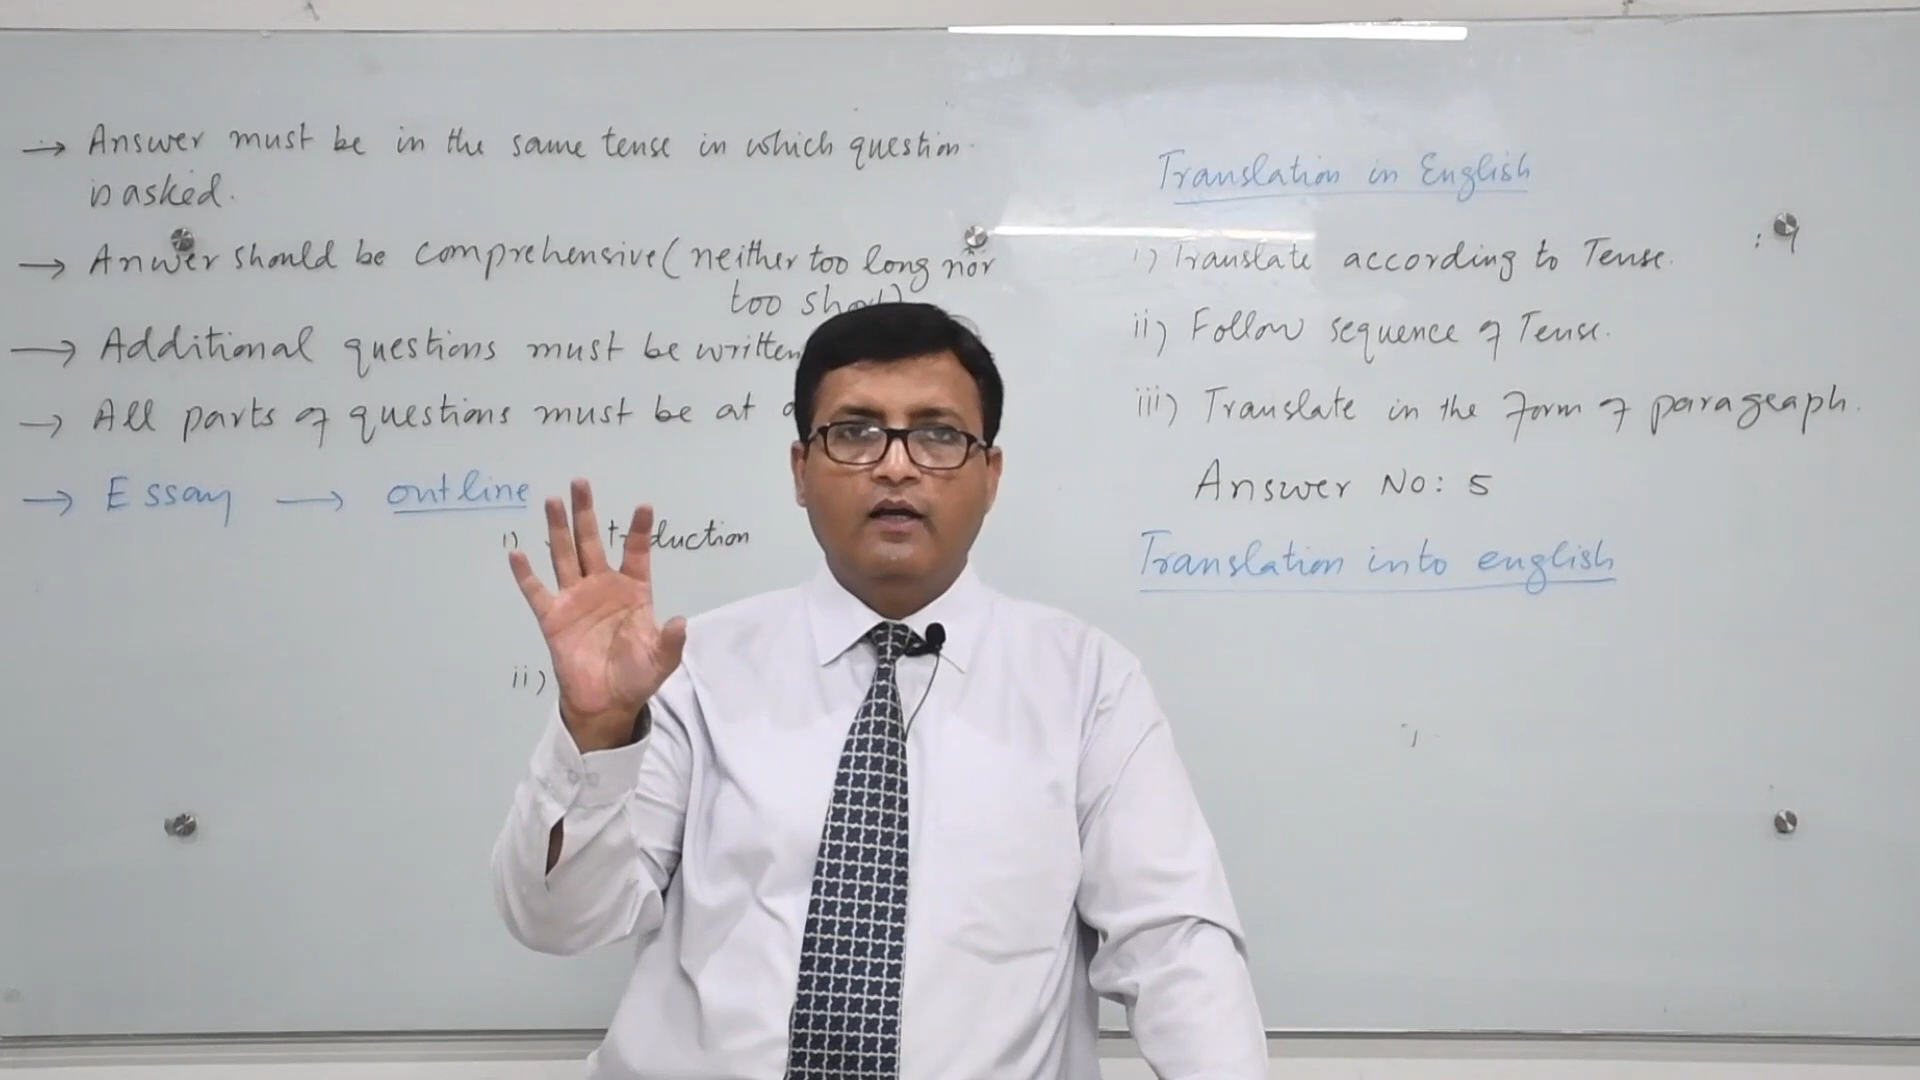 → Answer must be in the same tense in which question
is asked.
→ Anwer should be comprehensive (neither too long nor
too short)
→ Additional questions must be written
→ All parts of questions must be at
→ Essay → outline
i)
ii)
Translation in English
i) Translate according to Tense.
ii) Follow sequence of Tense.
iii) Translate in the form of paragraph.
Answer No: 5
Translation into english